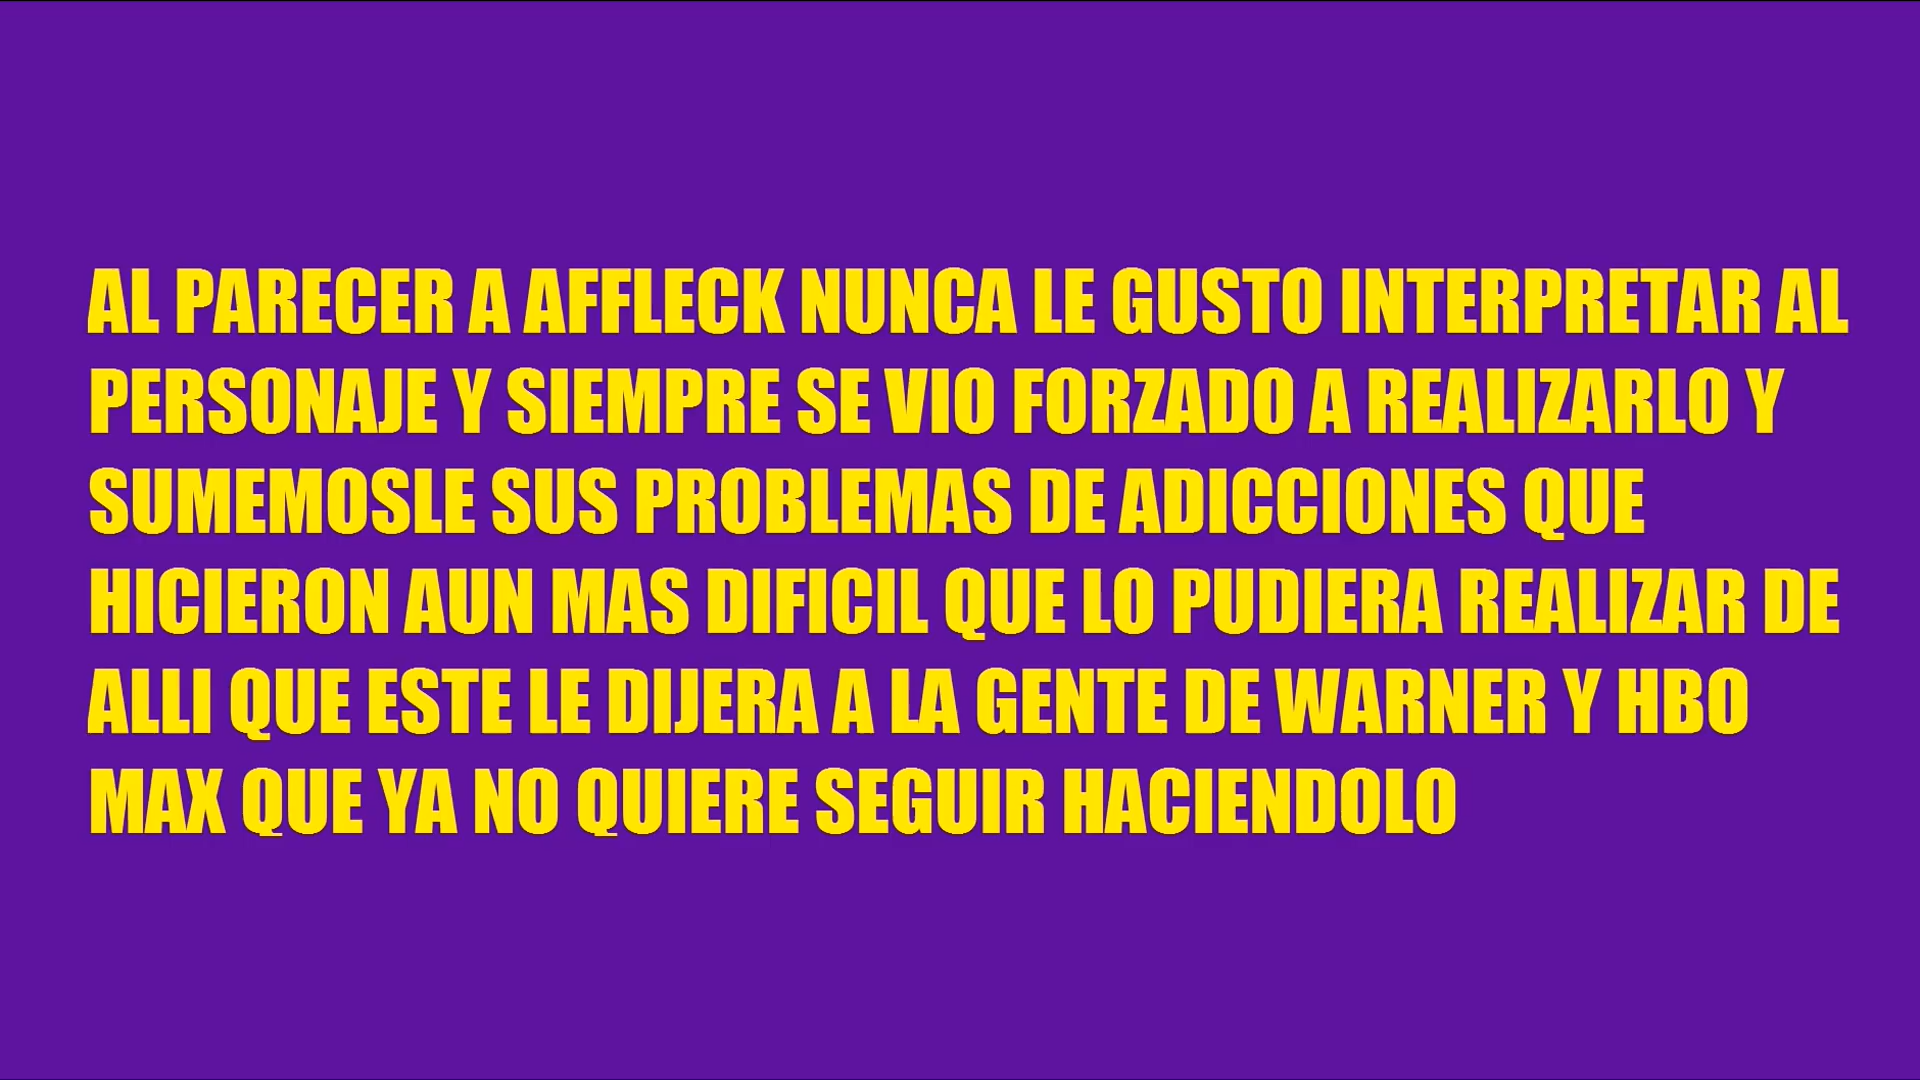 AL PARECER A AFFLECK NUNCA LE GUSTO INTERPRETAR AL
PERSONAJE Y SIEMPRE SE VIO FORZADO A REALIZARLO Y
SUMEMOSLE SUS PROBLEMAS DE ADICCIONES QUE
HICIERON AUN MAS DIFICIL QUE LO PUDIERA REALIZAR DE
ALLI QUE ESTE LE DIJERA A LA GENTE DE WARNER Y HBO
MAX QUE YA NO QUIERE SEGUIR HACIENDOLO